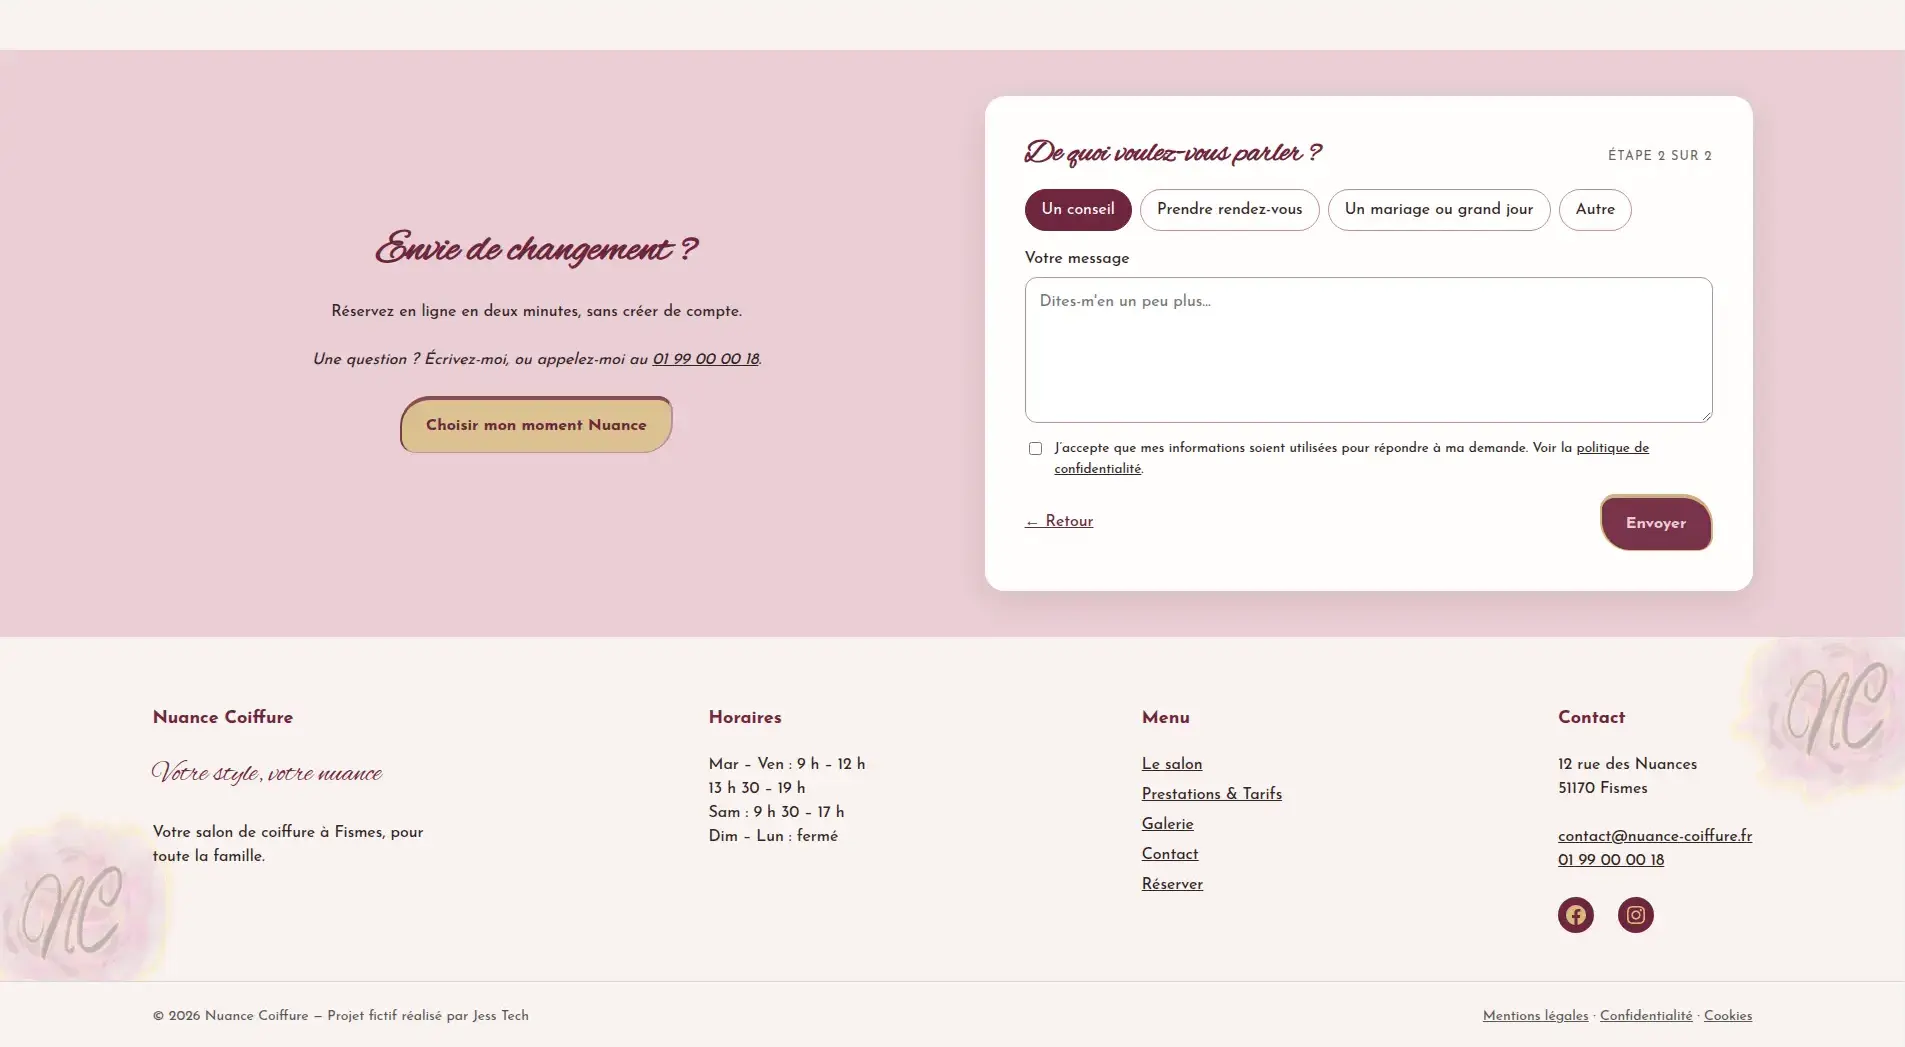 Envie de changement ?
Réservez en ligne en deux minutes, sans créer de compte.
Une question ? Écrivez-moi, ou appelez-moi au 01 99 00 00 18.
Choisir mon moment Nuance
De quoi voulez-vous parler ?
ÉTAPE 2 SUR 2
Un conseil
Prendre rendez-vous
Un mariage ou grand jour
Autre
Votre message
Dites-m'en un peu plus...
J'accepte que mes informations soient utilisées pour répondre à ma demande. Voir la politique de
confidentialité.
← Retour
Envoyer
Nuance Coiffure
Votre style, votre nuance
Votre salon de coiffure à Fismes, pour
toute la famille.
NC
Horaires
Mar – Ven : 9 h – 12 h
13 h 30 – 19 h
Sam : 9 h 30 – 17 h
Dim – Lun : fermé
Menu
Le salon
Prestations & Tarifs
Galerie
Contact
Réserver
Contact
12 rue des Nuances
51170 Fismes
contact@nuance-coiffure.fr
01 99 00 00 18
NC
© 2026 Nuance Coiffure — Projet fictif réalisé par Jess Tech
Mentions légales · Confidentialité · Cookies